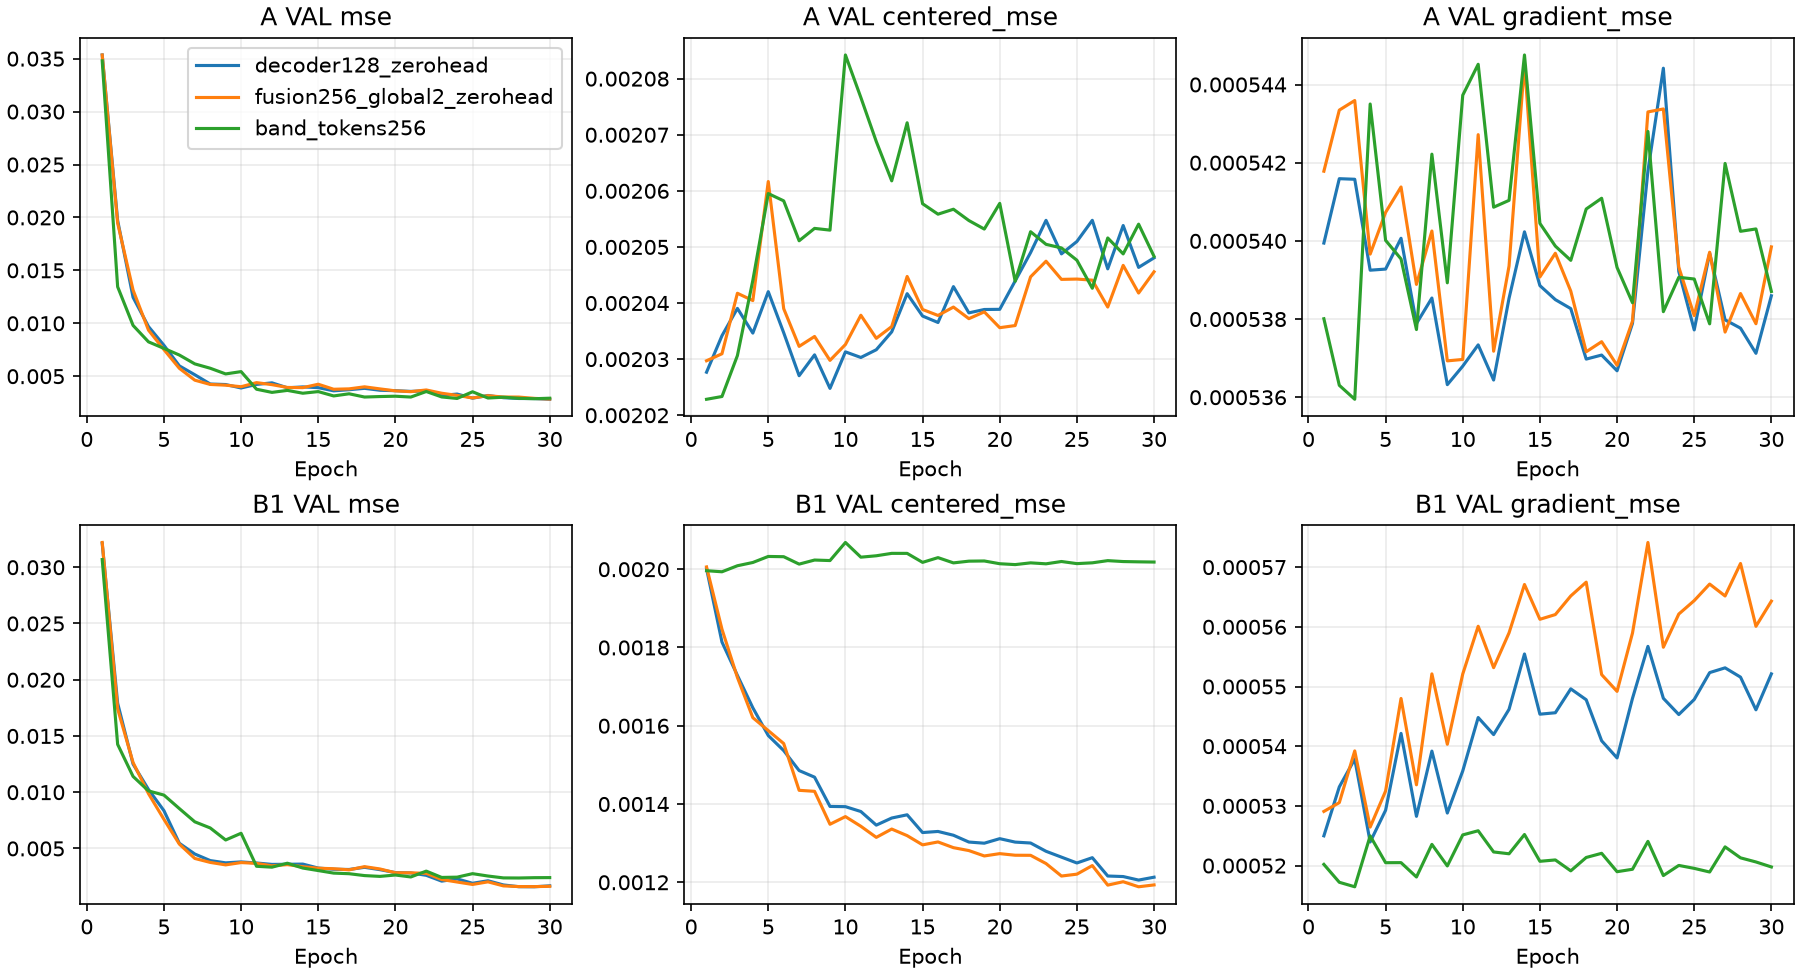 A VAL mse
A VAL centered_mse
A VAL gradient_mse
decoder128_zerohead
fusion256_global2_zerohead
band_tokens256
0.035
0.030
0.025
0.020
0.015
0.010
0.005
0 5 10 15 20 25 30
Epoch
0.00208
0.00207
0.00206
0.00205
0.00204
0.00203
0.00202
0 5 10 15 20 25 30
Epoch
0.000544
0.000542
0.000540
0.000538
0.000536
0 5 10 15 20 25 30
Epoch
B1 VAL mse
B1 VAL centered_mse
B1 VAL gradient_mse
0.030
0.025
0.020
0.015
0.010
0.005
0 5 10 15 20 25 30
Epoch
0.0020
0.0018
0.0016
0.0014
0.0012
0 5 10 15 20 25 30
Epoch
0.00057
0.00056
0.00055
0.00054
0.00053
0.00052
0 5 10 15 20 25 30
Epoch